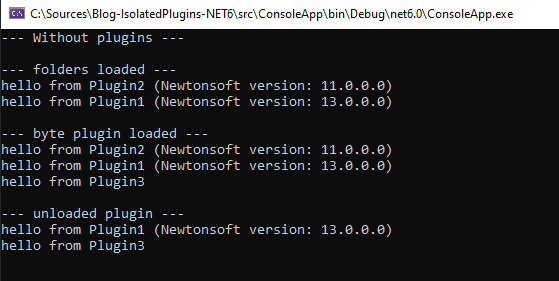 C:\Sources\Blog-IsolatedPlugins-NET6\src\ConsoleApp\bin\Debug\net6.0\ConsoleApp.exe
--- Without plugins ---
--- folders loaded ---
hello from Plugin2 (Newtonsoft version: 11.0.0.0)
hello from Plugin1 (Newtonsoft version: 13.0.0.0)
--- byte plugin loaded ---
hello from Plugin2 (Newtonsoft version: 11.0.0.0)
hello from Plugin1 (Newtonsoft version: 13.0.0.0)
hello from Plugin3
--- unloaded plugin ---
hello from Plugin1 (Newtonsoft version: 13.0.0.0)
hello from Plugin3